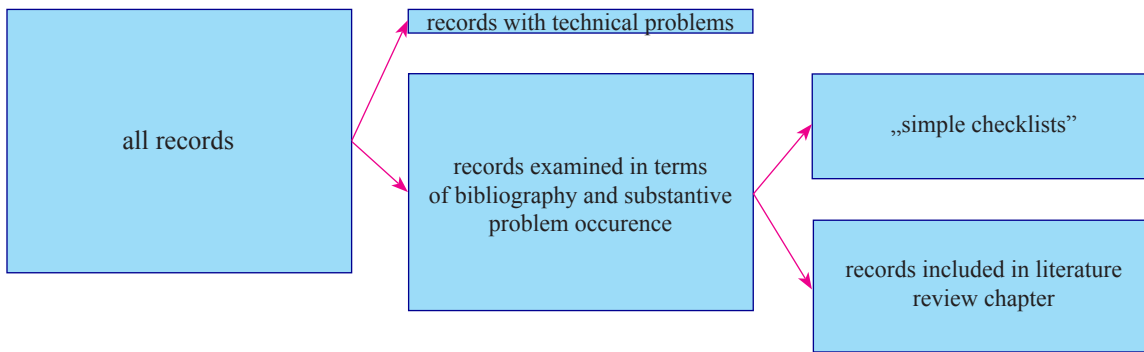 records with technical problems
all records
records examined in terms
of bibliography and substantive
problem occurence
„simple checklists”
records included in literature
review chapter